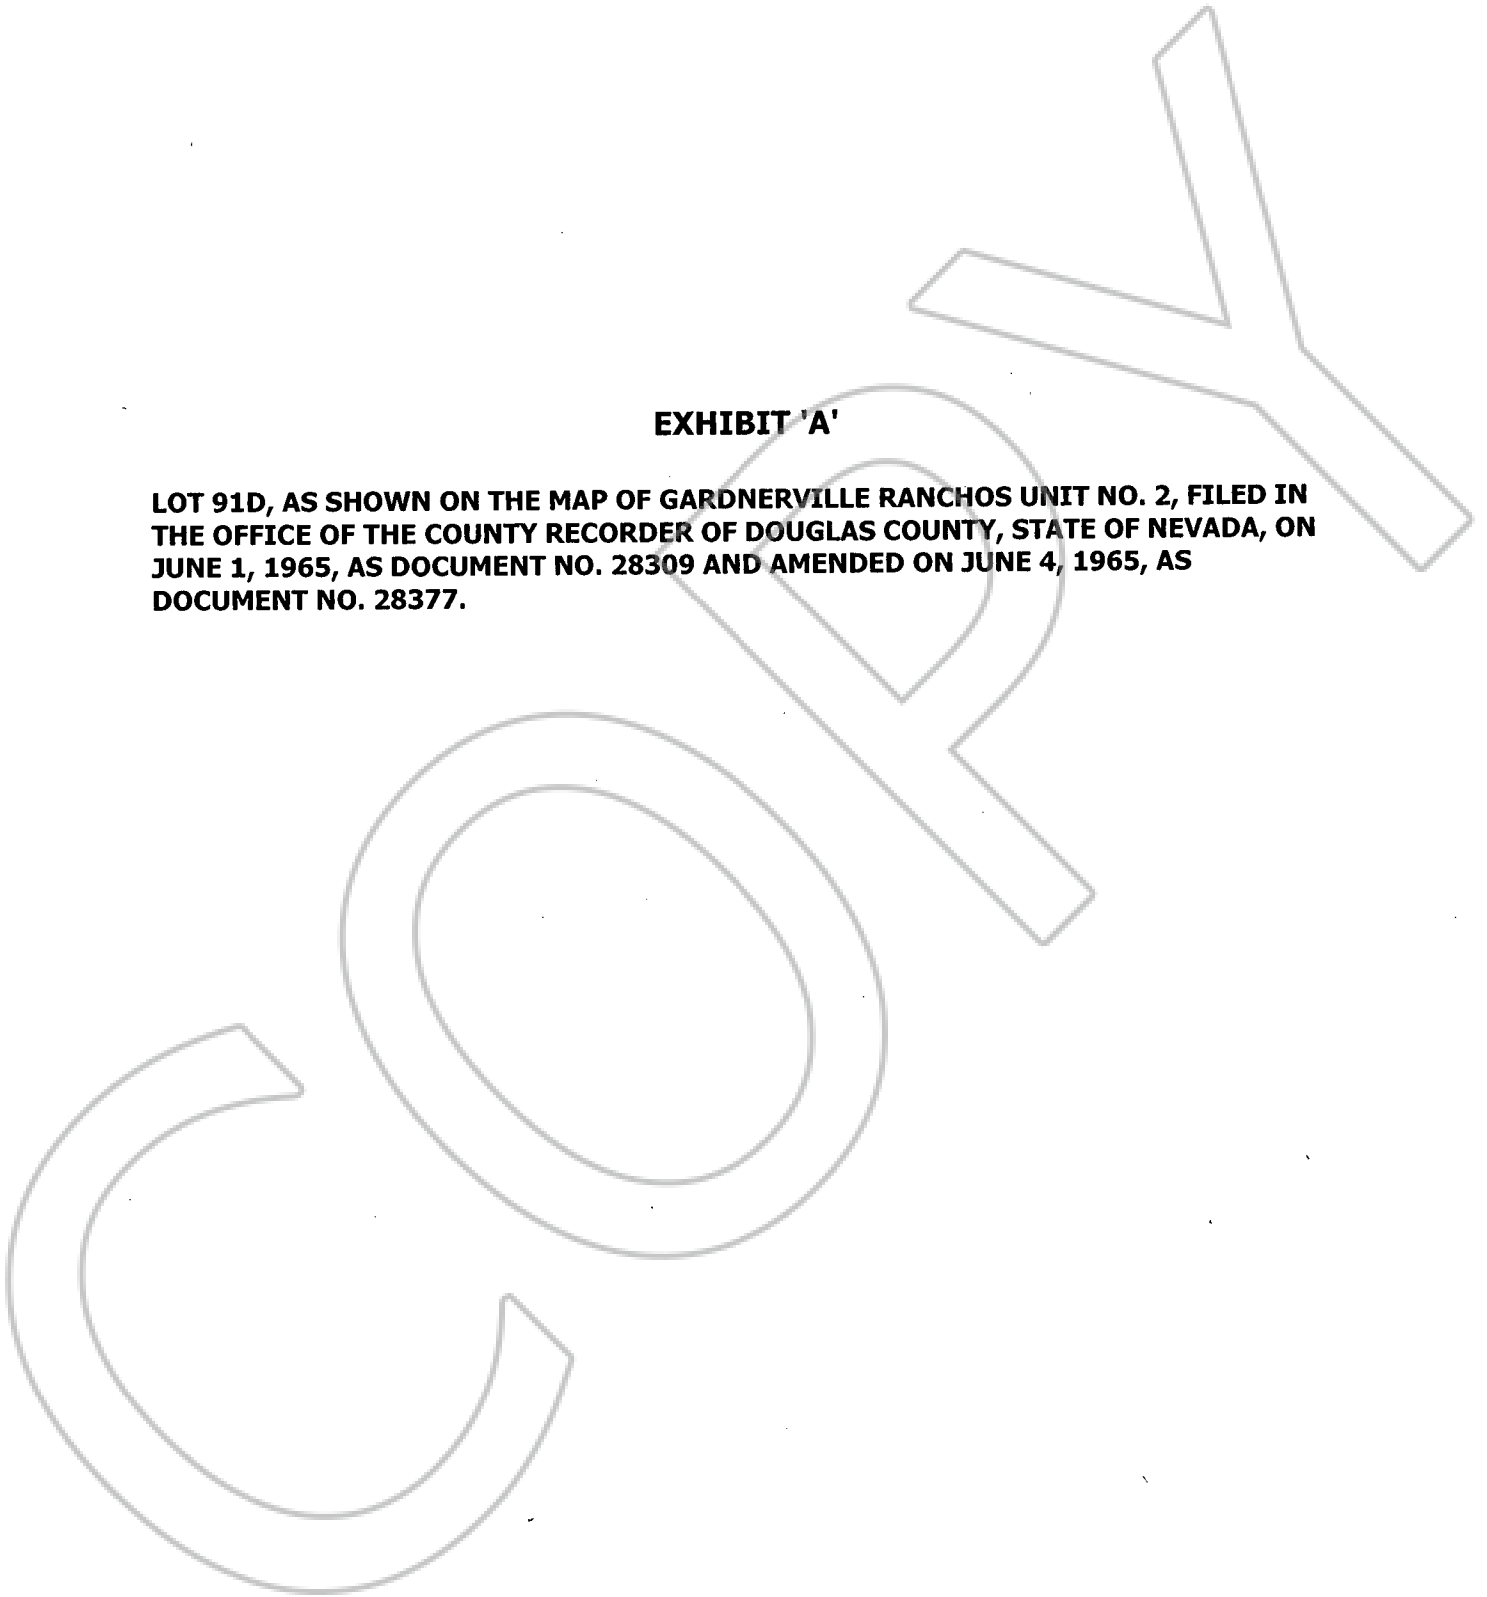 EXHIBIT 'A'
LOT 91D, AS SHOWN ON THE MAP OF GARDNERVILLE RANCHOS UNIT NO. 2, FILED IN
THE OFFICE OF THE COUNTY RECORDER OF DOUGLAS COUNTY, STATE OF NEVADA, ON
JUNE 1, 1965, AS DOCUMENT NO. 28309 AND AMENDED ON JUNE 4, 1965, AS
DOCUMENT NO. 28377.
COPY